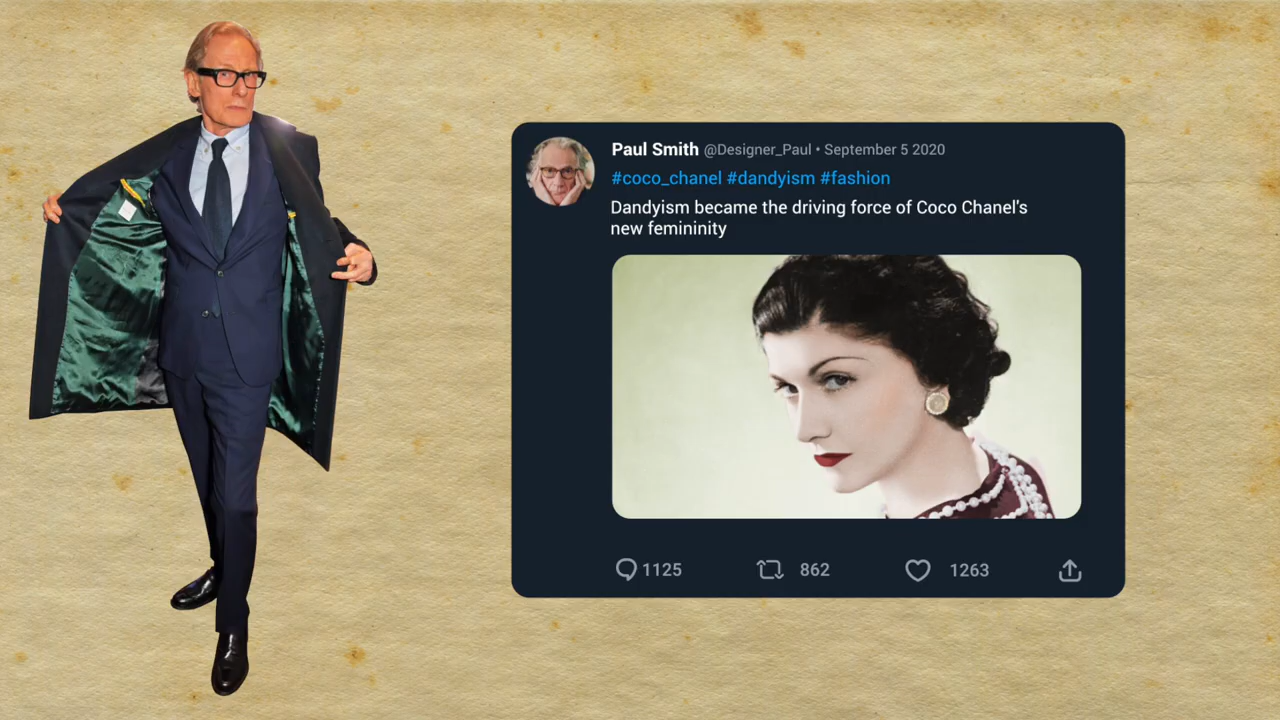 Paul Smith @Designer_Paul • September 5 2020
#coco_chanel #dandyism #fashion
Dandyism became the driving force of Coco Chanel's
new femininity
1125 862 1263